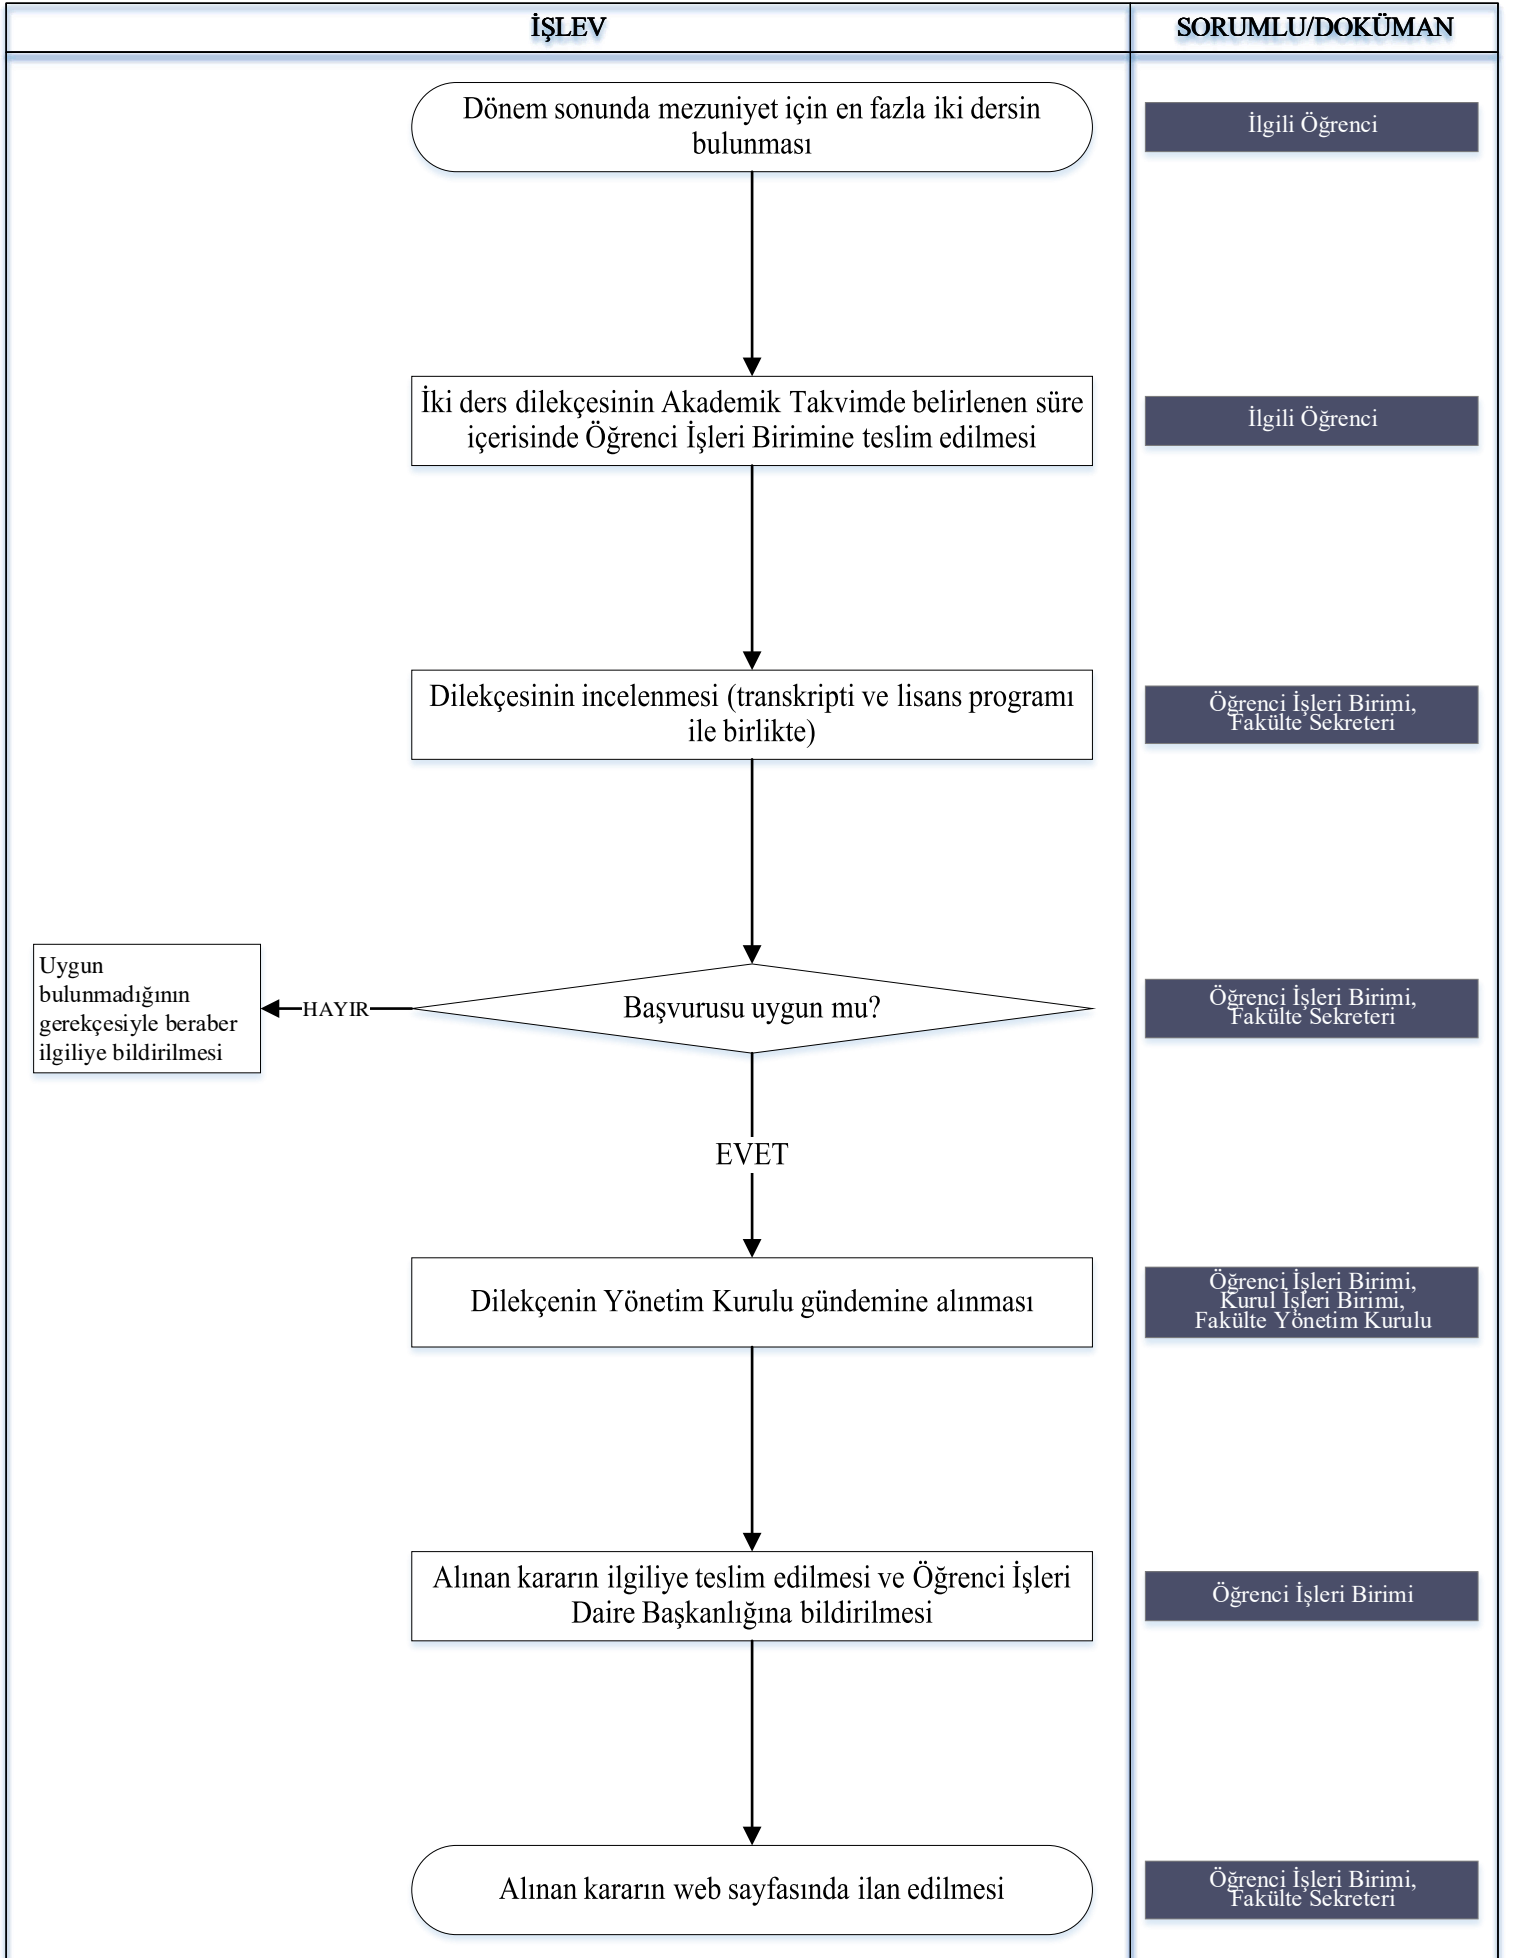 İŞLEV
SORUMLU/DOKÜMAN
Dönem sonunda mezuniyet için en fazla iki dersin
bulunması
İlgili Öğrenci
İki ders dilekçesinin Akademik Takvimde belirlenen süre
içerisinde Öğrenci İşleri Birimine teslim edilmesi
İlgili Öğrenci
Dilekçesinin incelenmesi (transkripti ve lisans programı
ile birlikte)
Öğrenci İşleri Birimi,
Fakülte Sekreteri
Uygun
bulunmadığının
gerekçesiyle beraber
ilgiliye bildirilmesi
HAYIR
Başvurusu uygun mu?
Öğrenci İşleri Birimi,
Fakülte Sekreteri
EVET
Dilekçenin Yönetim Kurulu gündemine alınması
Öğrenci İşleri Birimi,
Kurul İşleri Birimi,
Fakülte Yönetim Kurulu
Alınan kararın ilgiliye teslim edilmesi ve Öğrenci İşleri
Daire Başkanlığına bildirilmesi
Öğrenci İşleri Birimi
Alınan kararın web sayfasında ilan edilmesi
Öğrenci İşleri Birimi,
Fakülte Sekreteri